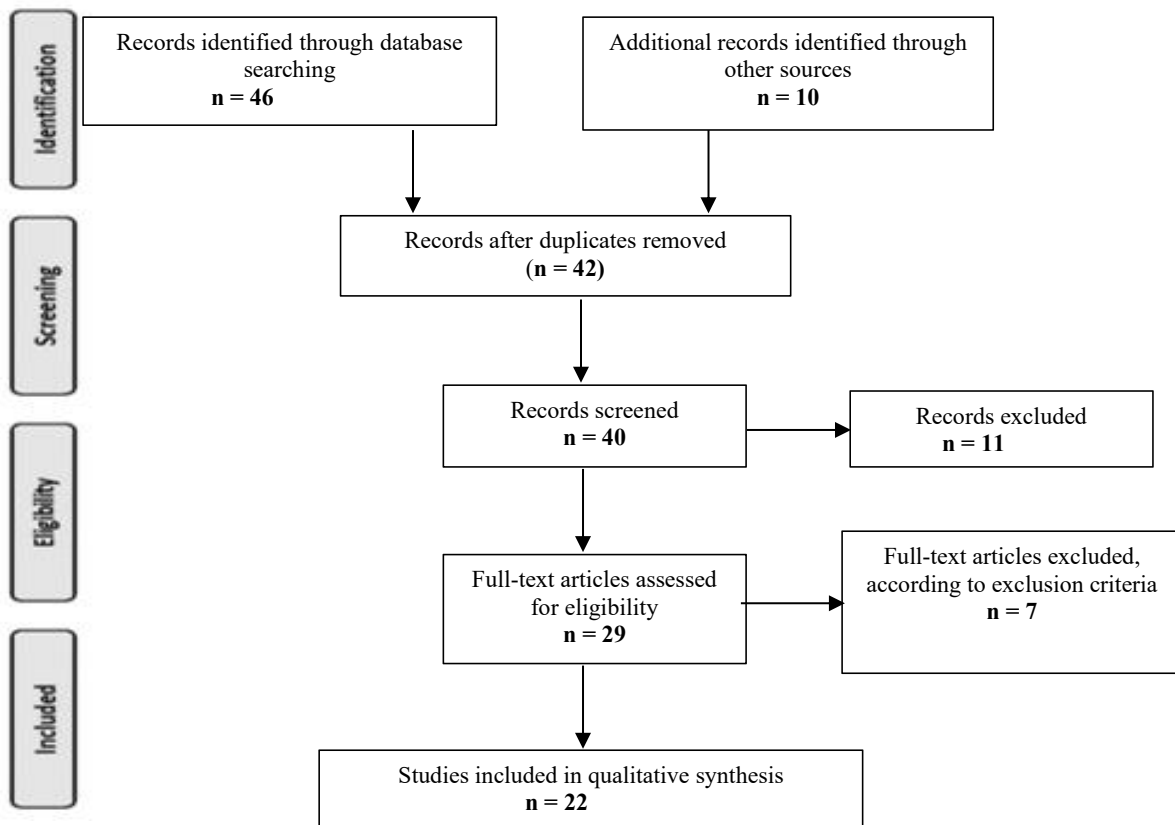 Identification
Records identified through database
searching
n = 46
Additional records identified through
other sources
n = 10
Screening
Records after duplicates removed
(n = 42)
Records screened
n = 40
Records excluded
n = 11
Eligibility
Full-text articles assessed
for eligibility
n = 29
Full-text articles excluded,
according to exclusion criteria
n = 7
Included
Studies included in qualitative synthesis
n = 22